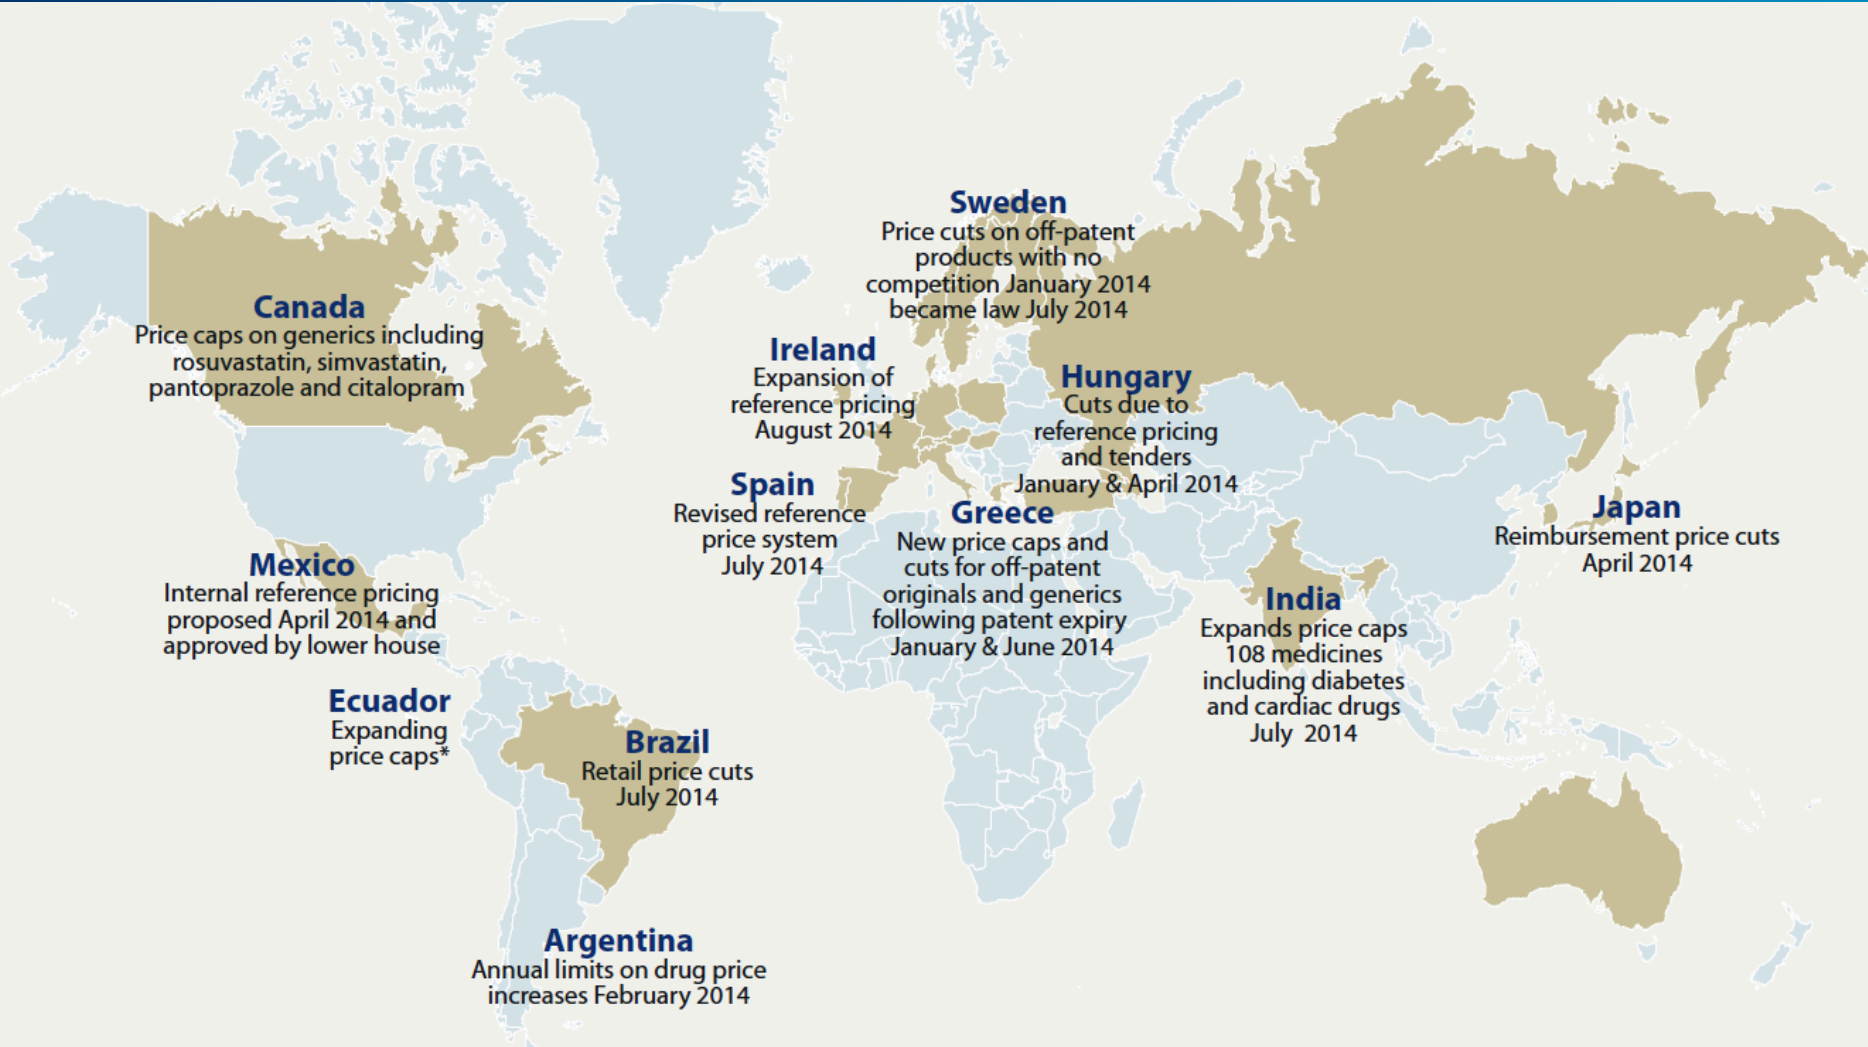 Sweden
Price cuts on off-patent
products with no
competition January 2014
became law July 2014
Canada
Price caps on generics including
rosuvastatin, simvastatin,
pantoprazole and citalopram
Ireland
Expansion of
reference pricing
August 2014
Hungary
Cuts due to
reference pricing
and tenders
January & April 2014
Spain
Revised reference
price system
July 2014
Greece
New price caps and
cuts for off-patent
originals and generics
following patent expiry
January & June 2014
Japan
Reimbursement price cuts
April 2014
Mexico
Internal reference pricing
proposed April 2014 and
approved by lower house
India
Expands price caps
108 medicines
including diabetes
and cardiac drugs
July 2014
Ecuador
Expanding
price caps*
Brazil
Retail price cuts
July 2014
Argentina
Annual limits on drug price
increases February 2014